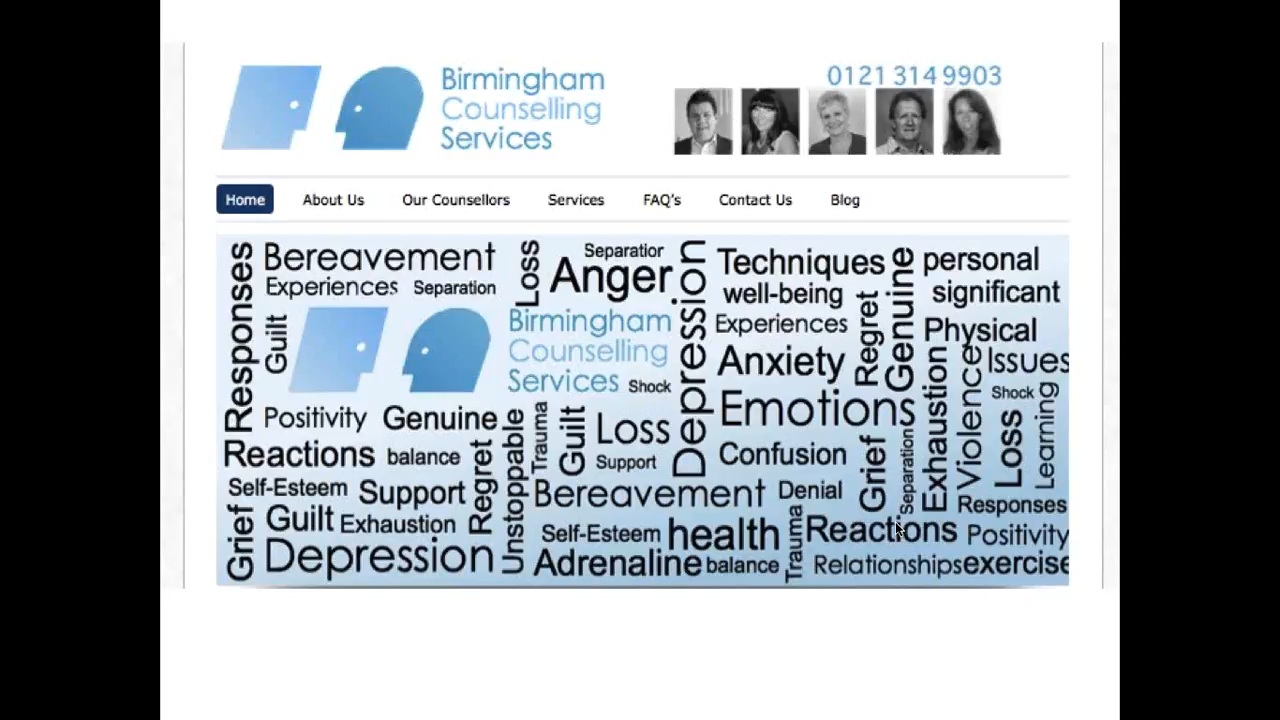 Birmingham
Counselling
Services
0121 314 9903
Home About Us Our Counsellors Services FAQ's Contact Us Blog
Responses
Bereavement
Experiences Separation
Guilt
Loss
Separation
Anger
Depression
Techniques
well-being
Experiences
Anxiety
Regret
Genuine
personal
significant
Physical
Issues
Birmingham
Counselling
Services
Shock
Emotions
Exhaustion
Violence
Shock
Loss
Learning
Positivity Genuine
Reactions balance
Regret
Unstoppable
Trauma
Guilt
Loss
Support
Confusion
Grief
Separation
Self-Esteem Support
Bereavement Denial
Responses
Grief
Guilt Exhaustion
Depression
Self-Esteem health
Trauma
Reactions Positivity
Adrenaline balance
Relationships exercise